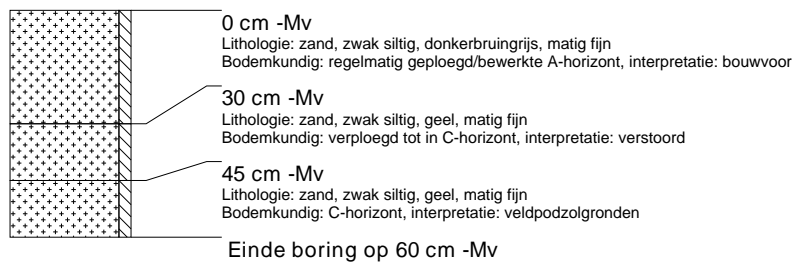 0 cm -Mv
Lithologie: zand, zwak siltig, donkerbruingrijs, matig fijn
Bodemkundig: regelmatig geploegd/bewerkte A-horizont, interpretatie: bouwvoor
30 cm -Mv
Lithologie: zand, zwak siltig, geel, matig fijn
Bodemkundig: verploegd tot in C-horizont, interpretatie: verstoord
45 cm -Mv
Lithologie: zand, zwak siltig, geel, matig fijn
Bodemkundig: C-horizont, interpretatie: veldpodzolgronden
Einde boring op 60 cm -Mv